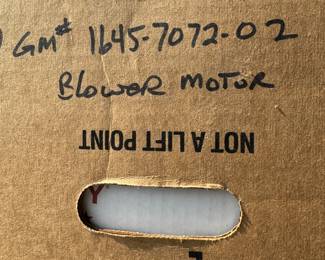 GM# 1645-7072-02
Blower Motor
NOT A LIFT POINT